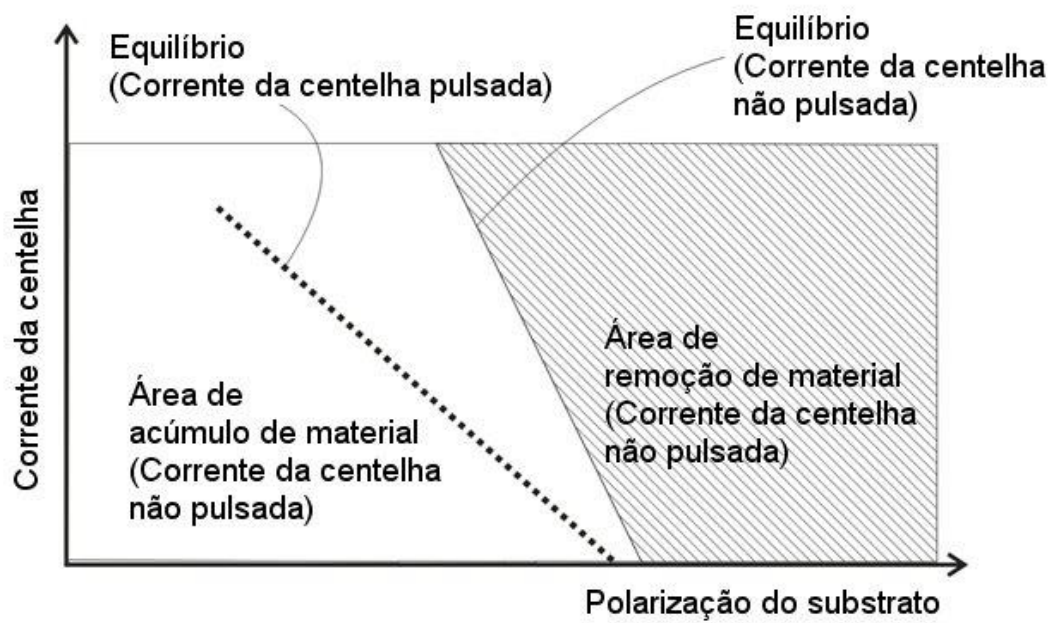 Equilíbrio
(Corrente da centelha pulsada)
Equilíbrio
(Corrente da centelha
não pulsada)
Corrente da centelha
Área de
acúmulo de material
(Corrente da centelha
não pulsada)
Área de
remoção de material
(Corrente da centelha
não pulsada)
Polarização do substrato